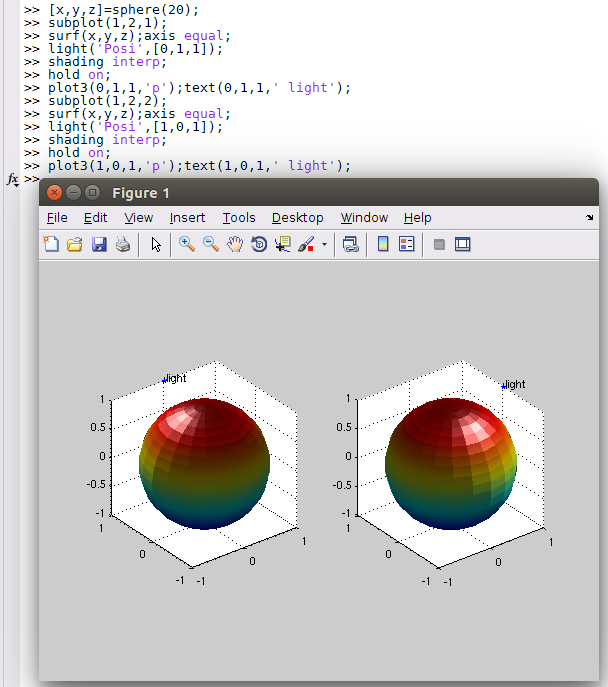 >> [x,y,z]=sphere(20);
>> subplot(1,2,1);
>> surf(x,y,z);axis equal;
>> light('Posi',[0,1,1]);
>> shading interp;
>> hold on;
>> plot3(0,1,1,'p');text(0,1,1,' light');
>> subplot(1,2,2);
>> surf(x,y,z);axis equal;
>> light('Posi',[1,0,1]);
>> shading interp;
>> hold on;
>> plot3(1,0,1,'p');text(1,0,1,' light');
fx >>
Figure 1
File Edit View Insert Tools Desktop Window Help
light
1
0.5
0
-0.5
-1
1
0
-1
-1
0
1
light
1
0.5
0
-0.5
-1
1
0
-1
-1
0
1